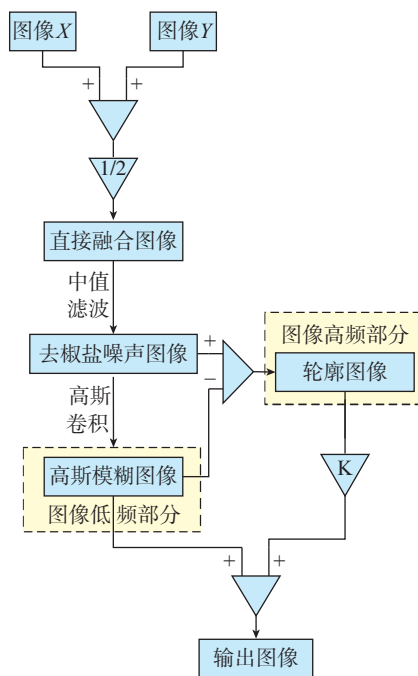 图像X
图像Y
+
+
1/2
直接融合图像
中值
滤波
去椒盐噪声图像
+
−
图像高频部分
轮廓图像
高斯
卷积
高斯模糊图像
图像低频部分
K
+
+
输出图像